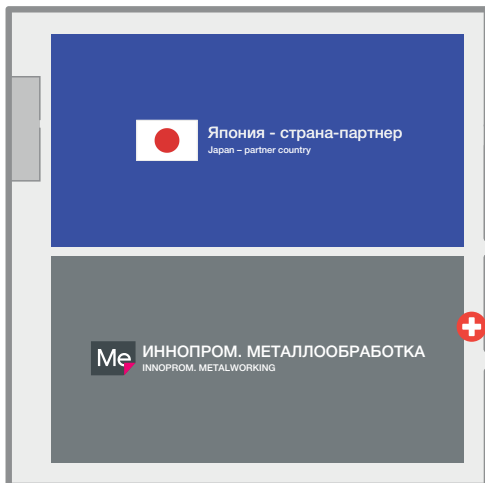 Япония - страна-партнер
Japan – partner country
Me
ИННОПРОМ. МЕТАЛЛООБРАБОТКА
INNOPROM. METALWORKING